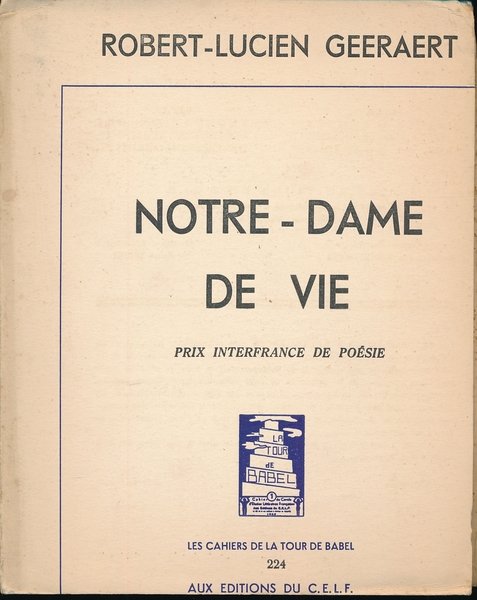 ROBERT-LUCIEN GEERAERT
NOTRE - DAME
DE VIE
PRIX INTERFRANCE DE POÉSIE
LA
TOUR
de
BABEL
1
LES CAHIERS DE LA TOUR DE BABEL
224
AUX EDITIONS DU C.E.L.F.